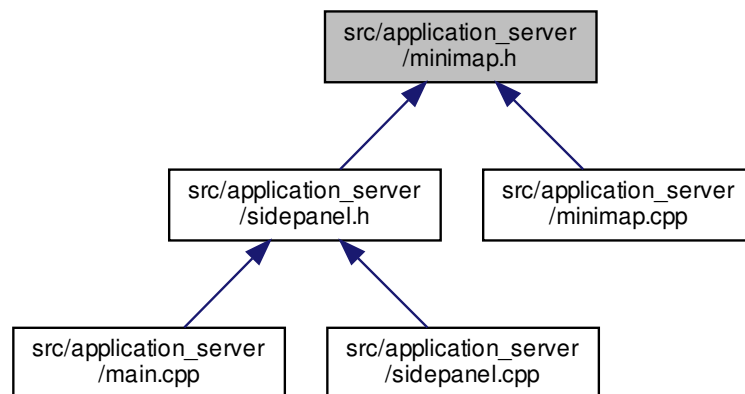 src/application_server
/minimap.h
src/application_server
/sidepanel.h
src/application_server
/minimap.cpp
src/application_server
/main.cpp
src/application_server
/sidepanel.cpp